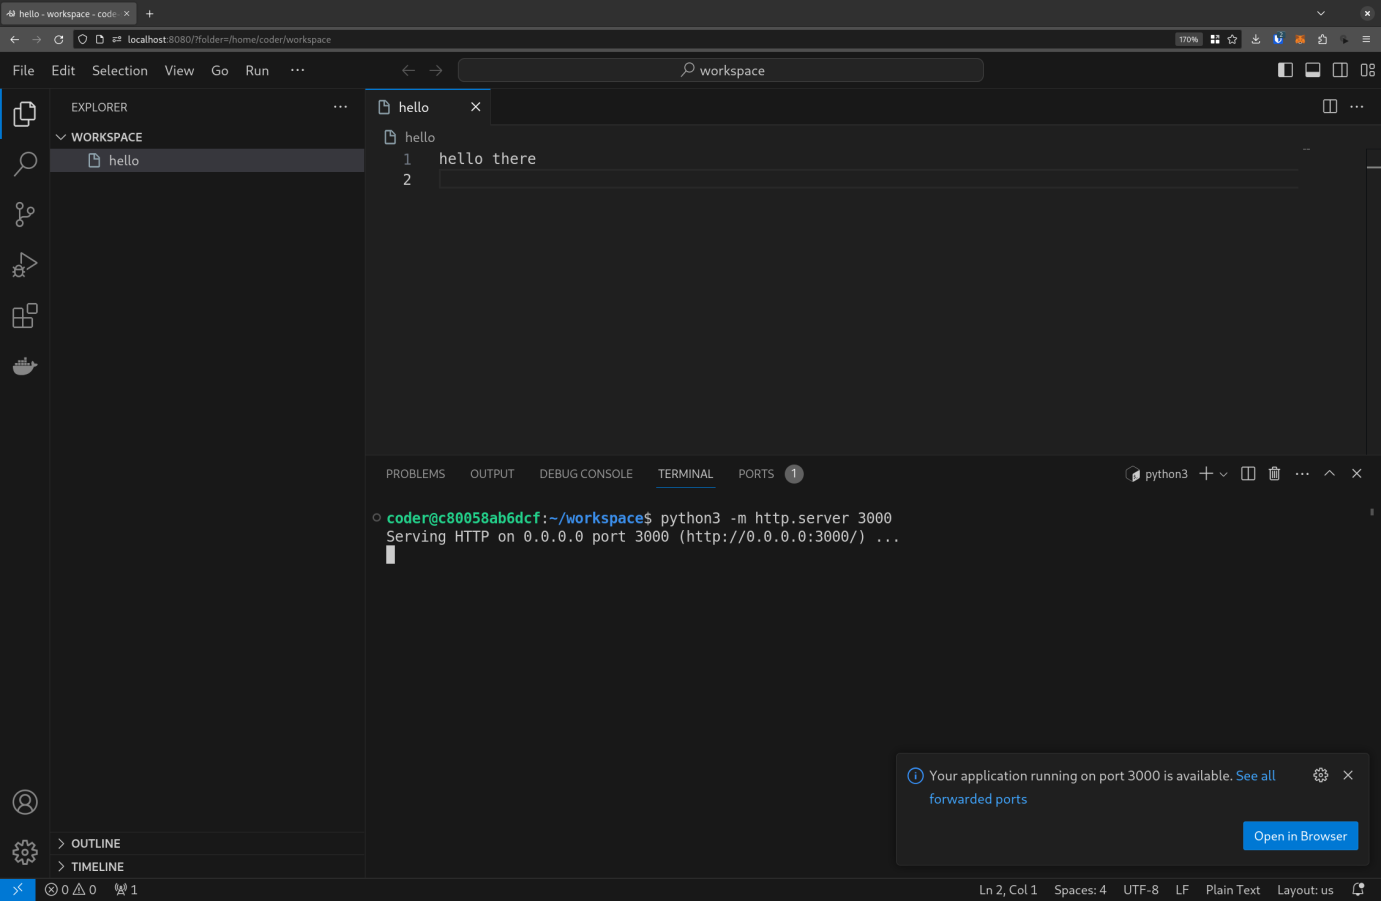 hello - workspace - code-
localhost:8080/?folder=/home/coder/workspace
170%
File Edit Selection View Go Run
workspace
EXPLORER
WORKSPACE
hello
OUTLINE
TIMELINE
hello
hello
1 hello there
2
PROBLEMS OUTPUT DEBUG CONSOLE TERMINAL PORTS 1
python3
coder@c80058ab6dcf:~/workspace$ python3 -m http.server 3000
Serving HTTP on 0.0.0.0 port 3000 (http://0.0.0.0:3000/) ...
Your application running on port 3000 is available. See all
forwarded ports
Open in Browser
0 0 1
Ln 2, Col 1 Spaces: 4 UTF-8 LF Plain Text Layout: us